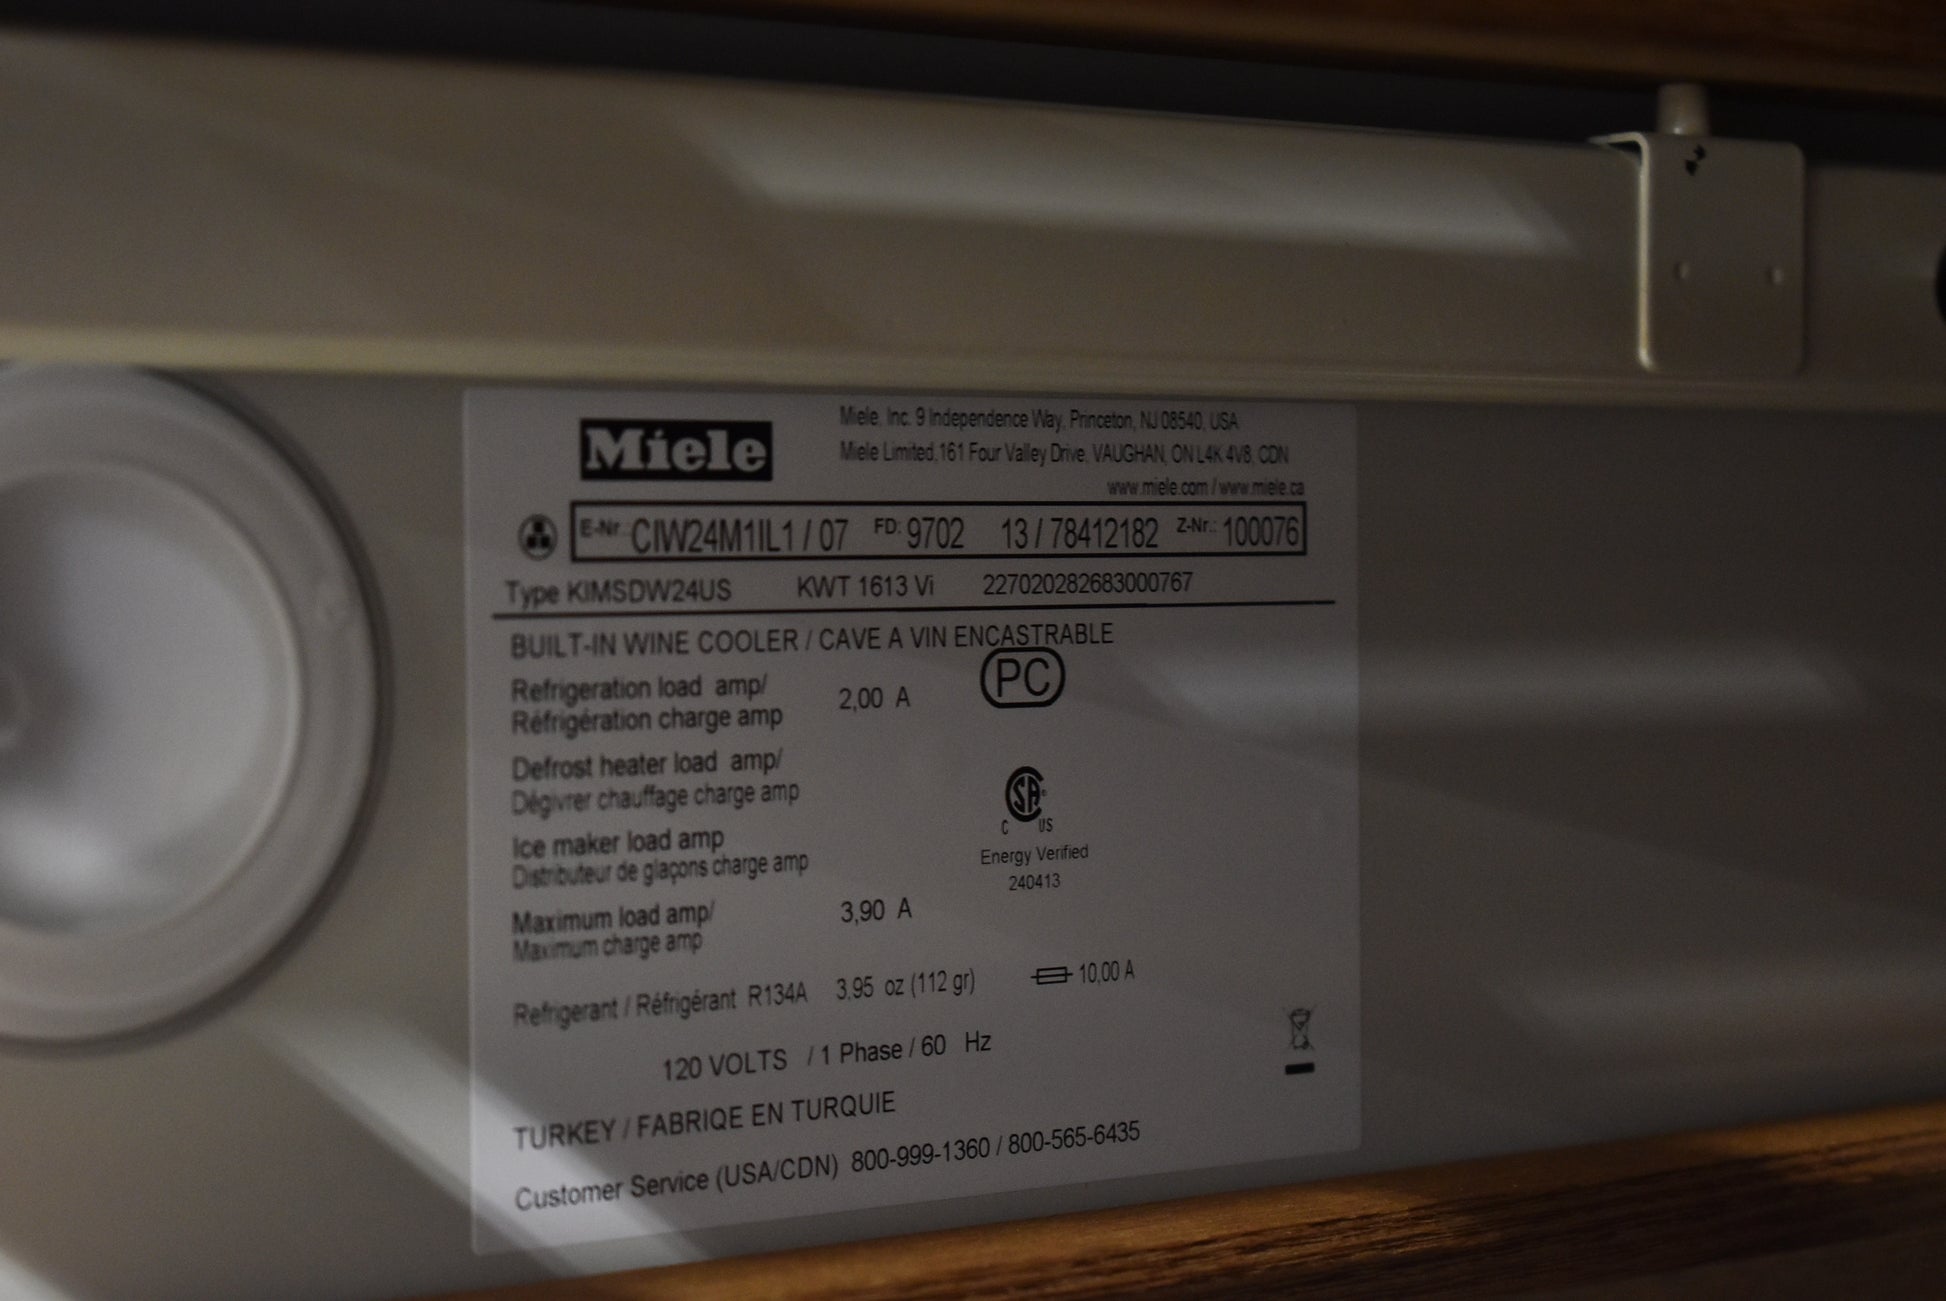 Miele
Miele, Inc. 9 Independence Way, Princeton, NJ 08540, USA
Miele Limited,161 Four Valley Drive, VAUGHAN, ON L4K 4V8, CDN
www.miele.com / www.miele.ca
E-Nr.: CIW24M1IL1 / 07 FD: 9702 13 / 78412182 Z-Nr.: 100076
Type KIMSDW24US KWT 1613 Vi 227020282683000767
BUILT-IN WINE COOLER / CAVE A VIN ENCASTRABLE
PC
Refrigeration load amp/
Réfrigération charge amp 2,00 A
Defrost heater load amp/
Dégivrer chauffage charge amp
SA
C US
Ice maker load amp
Distributeur de glaçons charge amp
Energy Verified
240413
Maximum load amp/
Maximum charge amp 3,90 A
Refrigerant / Réfrigérant R134A 3,95 oz (112 gr) 10,00 A
120 VOLTS / 1 Phase / 60 Hz
TURKEY / FABRIQE EN TURQUIE
Customer Service (USA/CDN) 800-999-1360 / 800-565-6435